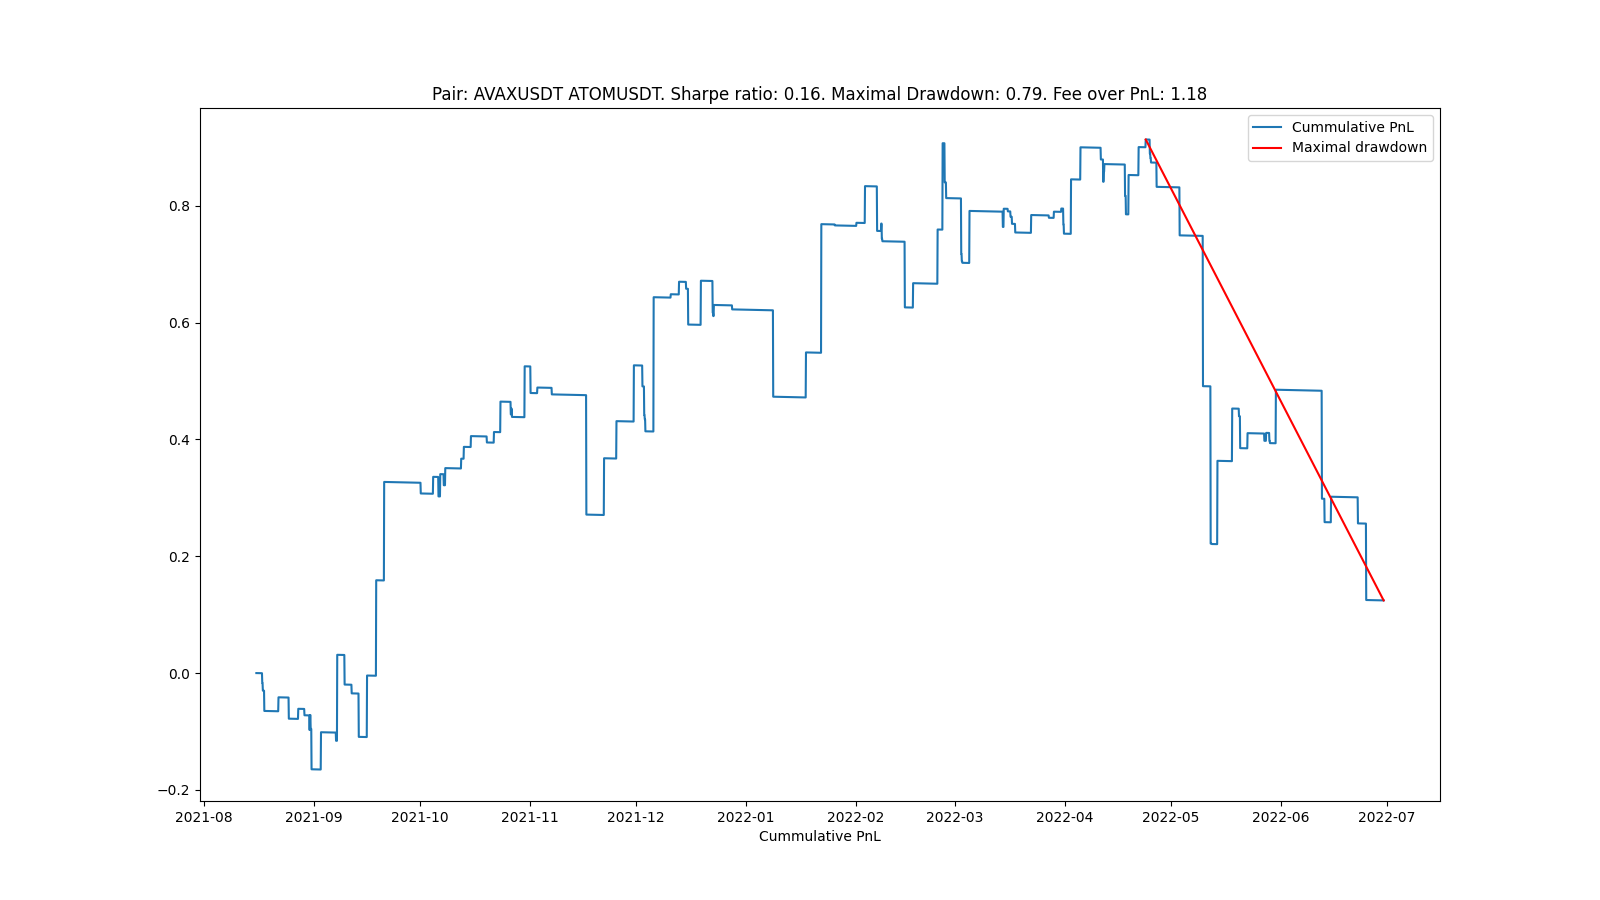 Pair: AVAXUSDT ATOMUSDT. Sharpe ratio: 0.16. Maximal Drawdown: 0.79. Fee over PnL: 1.18
Cummulative PnL
Maximal drawdown
0.8
0.6
0.4
0.2
0.0
−0.2
2021-08 2021-09 2021-10 2021-11 2021-12 2022-01 2022-02 2022-03 2022-04 2022-05 2022-06 2022-07
Cummulative PnL